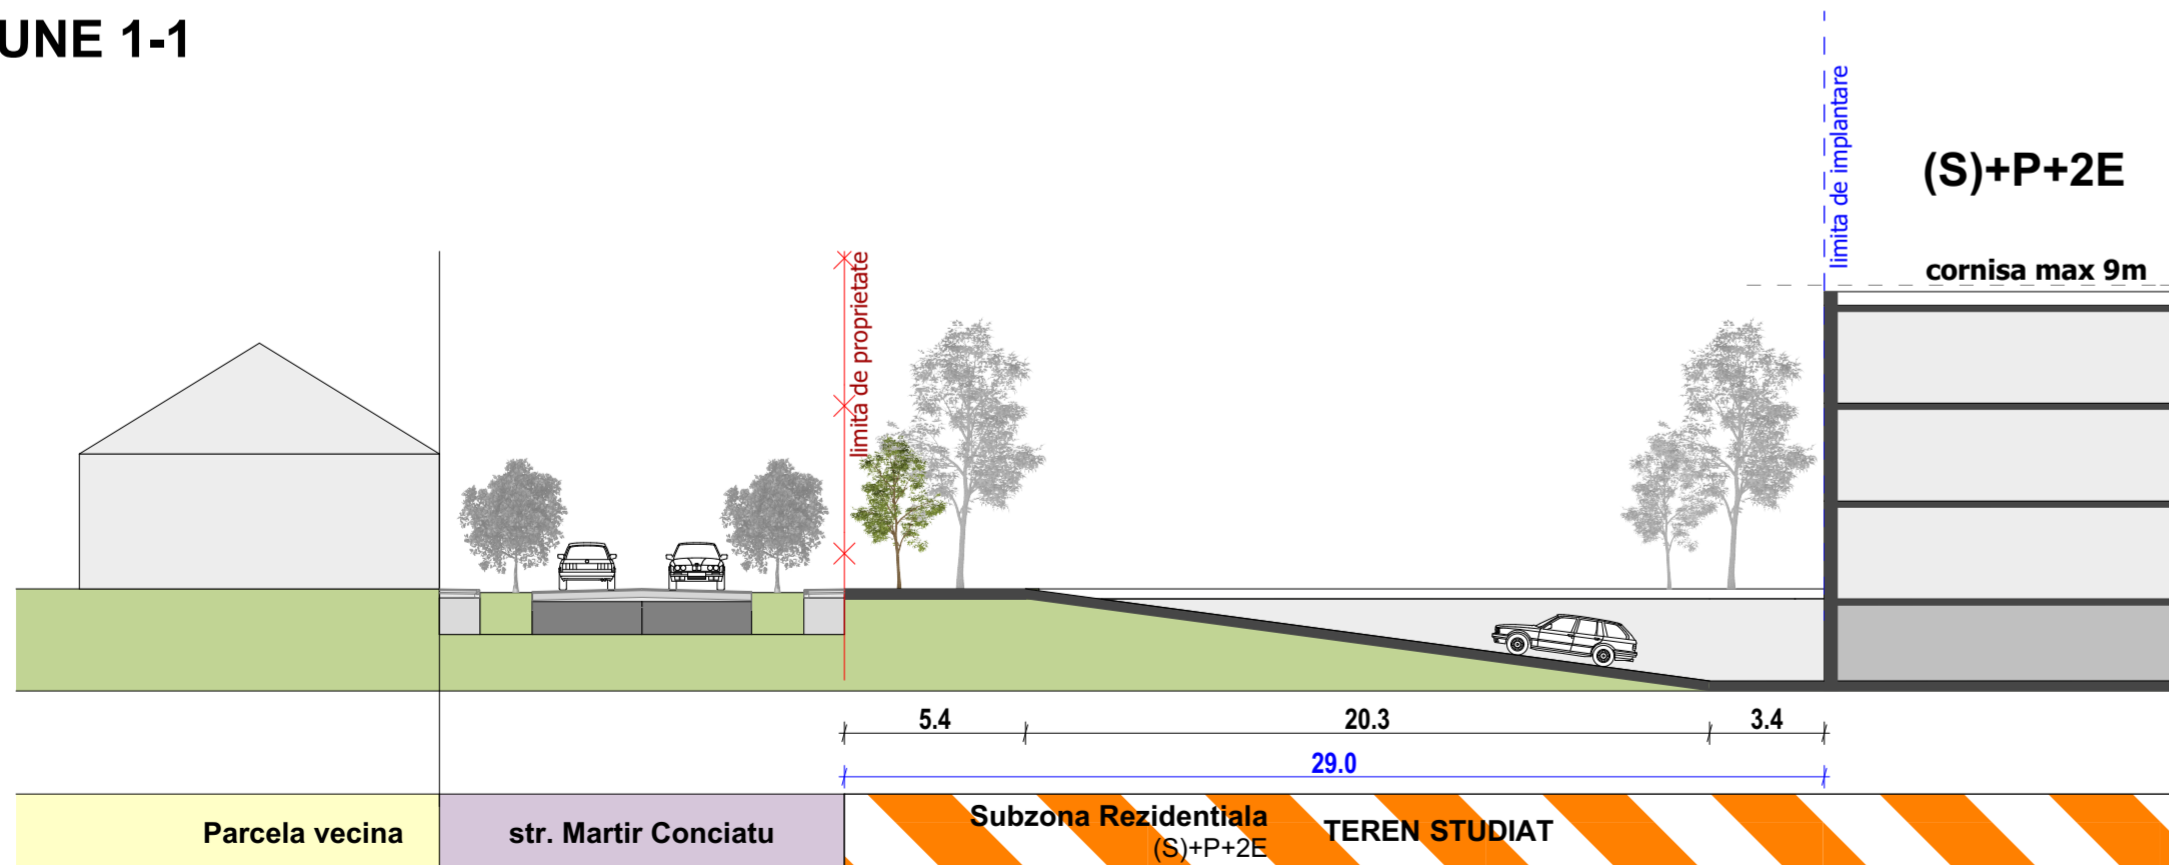 UNE 1-1
limita de implantare
(S)+P+2E
limita de proprietate
cornisa max 9m
5.4
20.3
3.4
29.0
Parcela vecina
str. Martir Conciatu
Subzona Rezidentiala
(S)+P+2E
TEREN STUDIAT